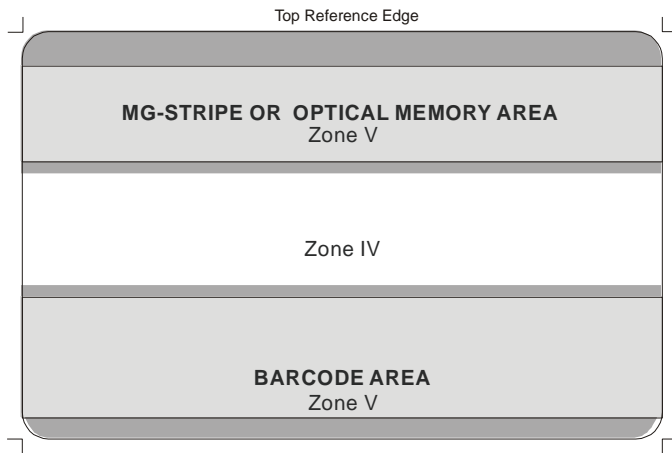 Top Reference Edge
MG-STRIPE OR OPTICAL MEMORY AREA
Zone V
Zone IV
BARCODE AREA
Zone V